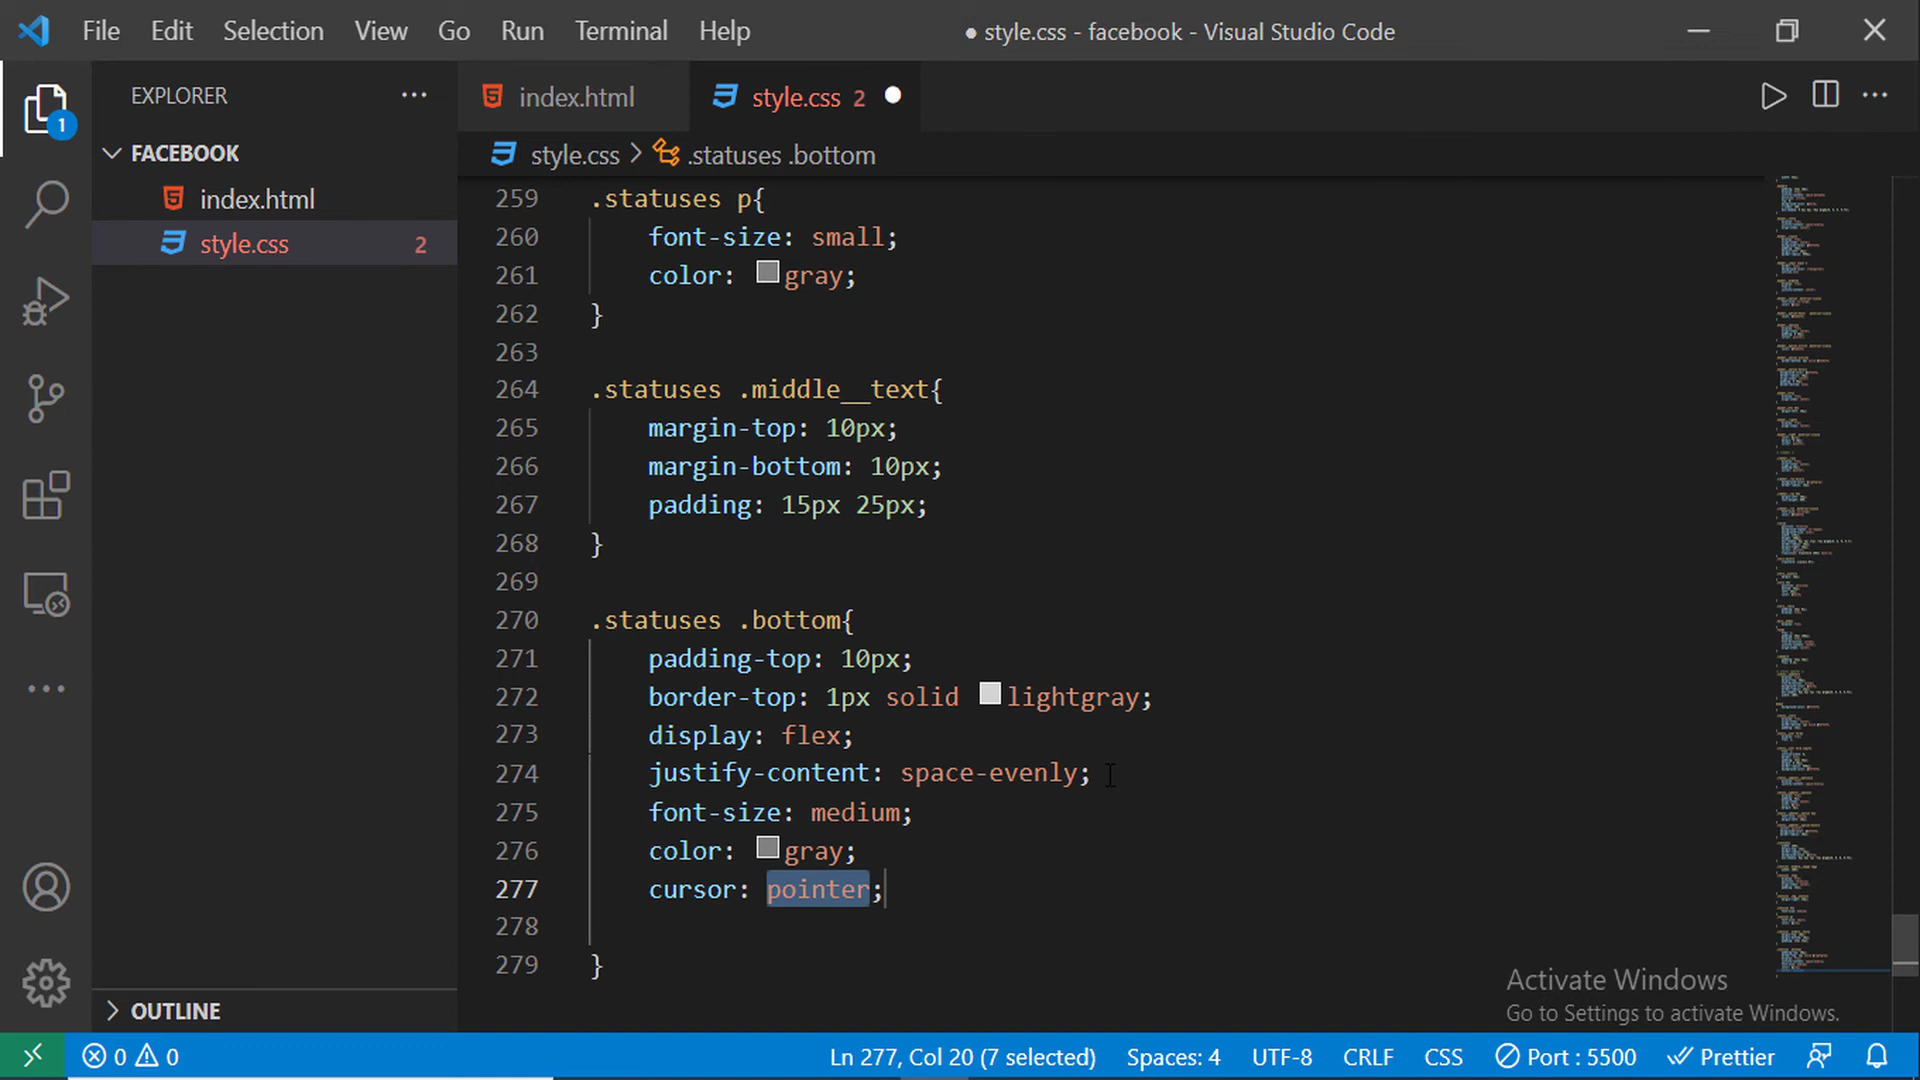 File Edit Selection View Go Run Terminal Help
● style.css - facebook - Visual Studio Code
EXPLORER
index.html
style.css 2
1
FACEBOOK
index.html
style.css 2
style.css > .statuses .bottom
259 .statuses p{
260 font-size: small;
261 color: gray;
262 }
263
264 .statuses .middle__text{
265 margin-top: 10px;
266 margin-bottom: 10px;
267 padding: 15px 25px;
268 }
269
270 .statuses .bottom{
271 padding-top: 10px;
272 border-top: 1px solid lightgray;
273 display: flex;
274 justify-content: space-evenly;
275 font-size: medium;
276 color: gray;
277 cursor: pointer;
278
279 }
Activate Windows
Go to Settings to activate Windows.
OUTLINE
0 0 Ln 277, Col 20 (7 selected) Spaces: 4 UTF-8 CRLF CSS Port : 5500 Prettier